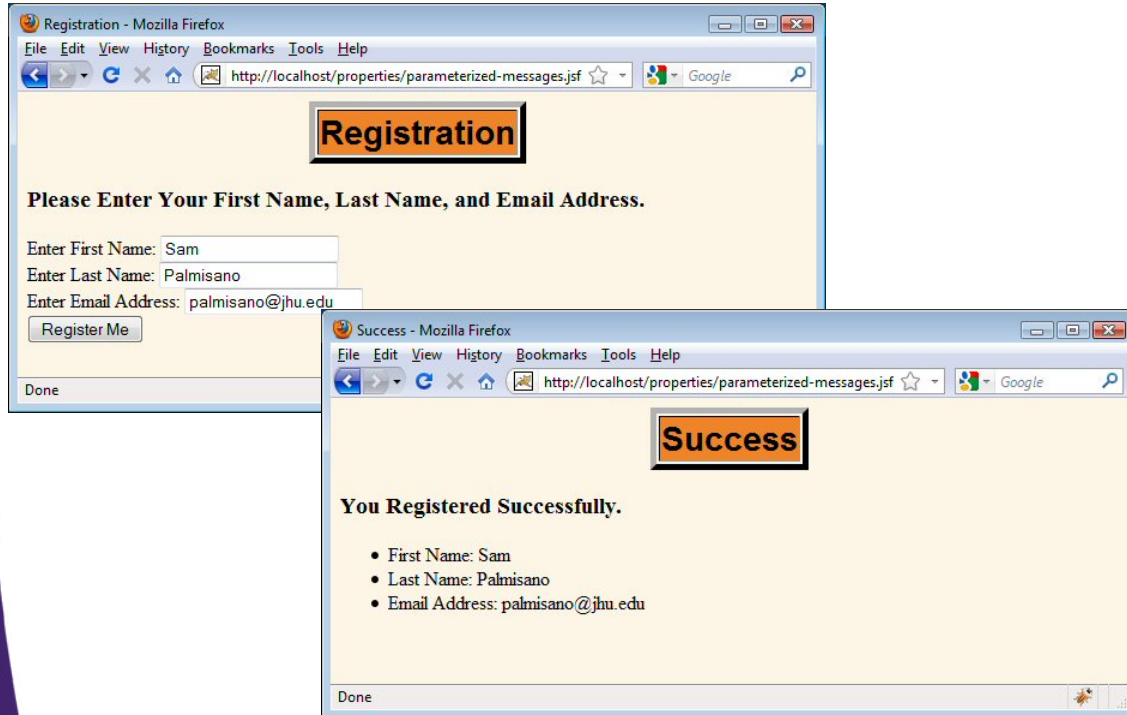 Registration - Mozilla Firefox
File Edit View History Bookmarks Tools Help
http://localhost/properties/parameterized-messages.jsf Google
Registration
Please Enter Your First Name, Last Name, and Email Address.
Enter First Name: Sam
Enter Last Name: Palmisano
Enter Email Address: palmisano@jhu.edu
Register Me
Done
Success - Mozilla Firefox
File Edit View History Bookmarks Tools Help
http://localhost/properties/parameterized-messages.jsf Google
Success
You Registered Successfully.
• First Name: Sam
• Last Name: Palmisano
• Email Address: palmisano@jhu.edu
Done